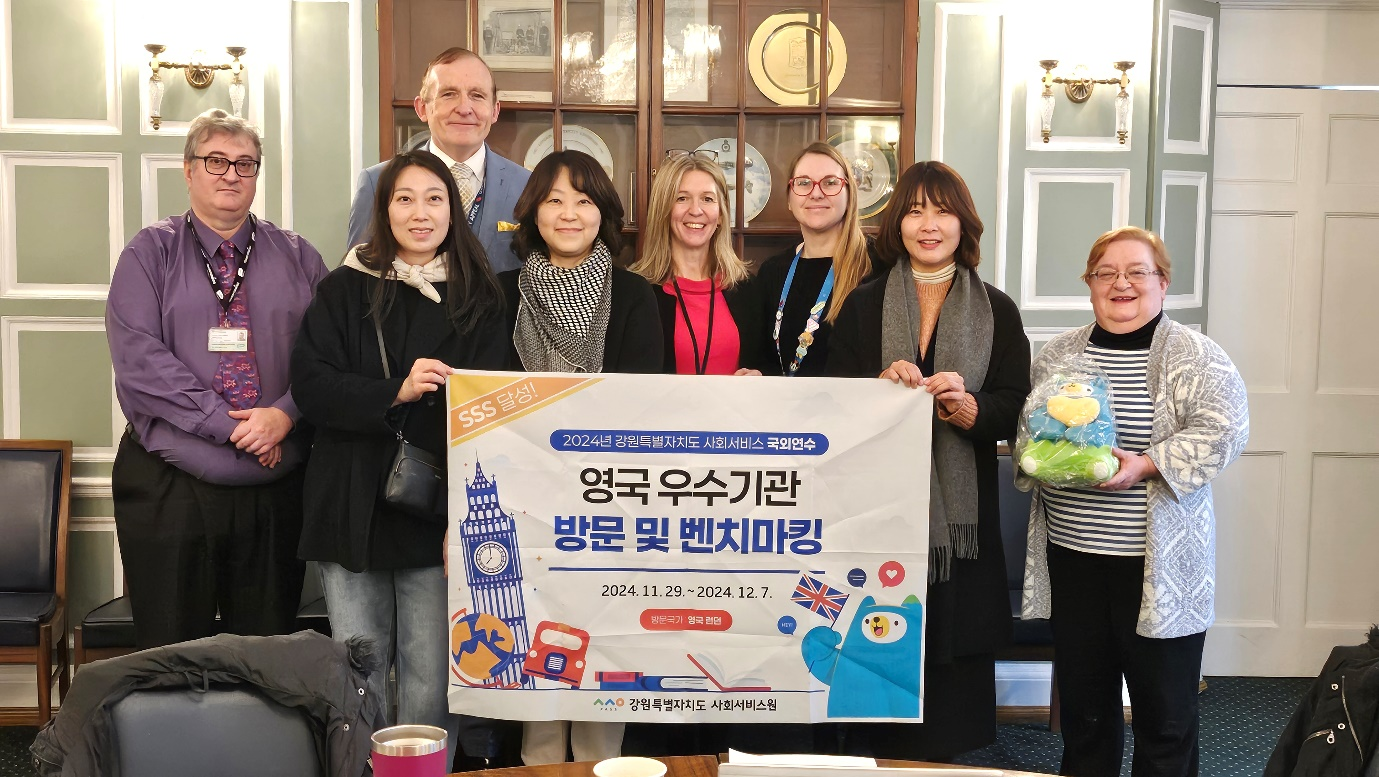 SSS 달성!
2024년 강원특별자치도 사회서비스 국외연수
영국 우수기관
방문 및 벤치마킹
2024. 11. 29. ~ 2024. 12. 7.
방문국가 영국 런던
강원특별자치도 사회서비스원